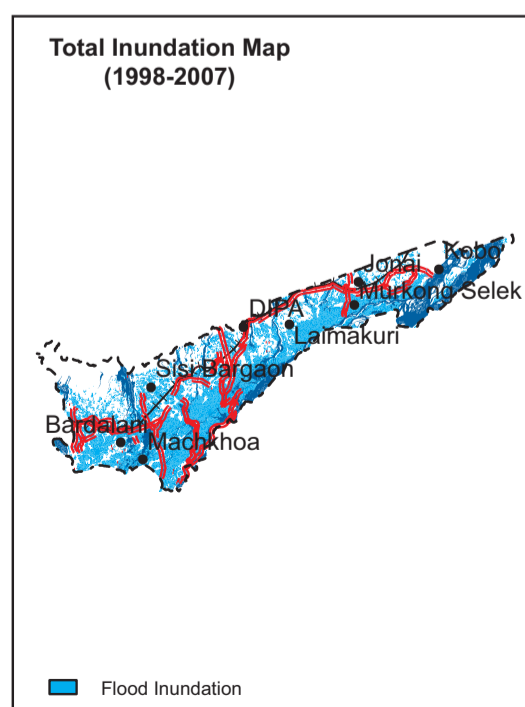 Total Inundation Map
(1998-2007)
Kobo
Jonai
Murkong Selek
DIPA
Laimakuri
Sisi Bargaon
Bardalani
Machkhoa
Flood Inundation